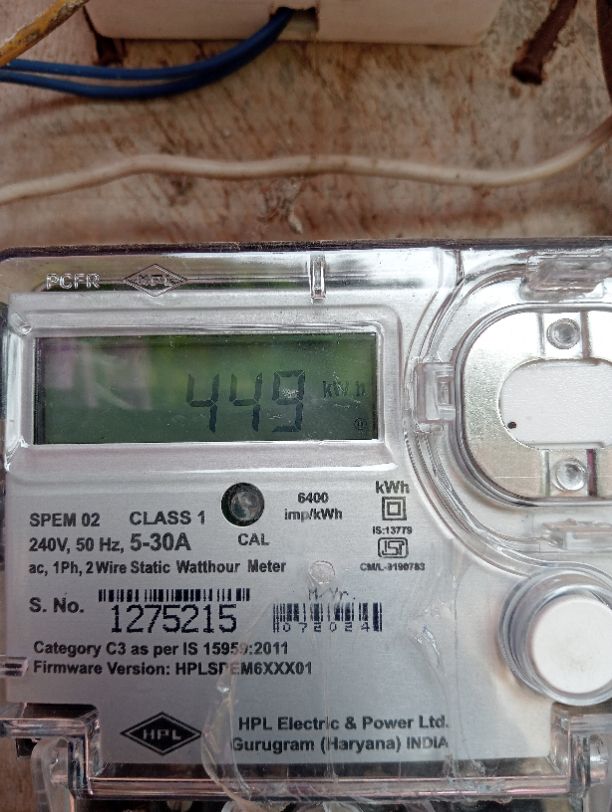 PCFR HPL
449 kWh
6400
imp/kWh
kWh
IS:13779
CM/L-9190783
SPEM 02 CLASS 1
240V, 50 Hz, 5-30A
CAL
ac, 1Ph, 2 Wire Static Watthour Meter
M/Yr.
S. No. 1275215
072024
Category C3 as per IS 15959:2011
Firmware Version: HPLSPEM6XXX01
HPL
HPL Electric & Power Ltd.
Gurugram (Haryana) INDIA